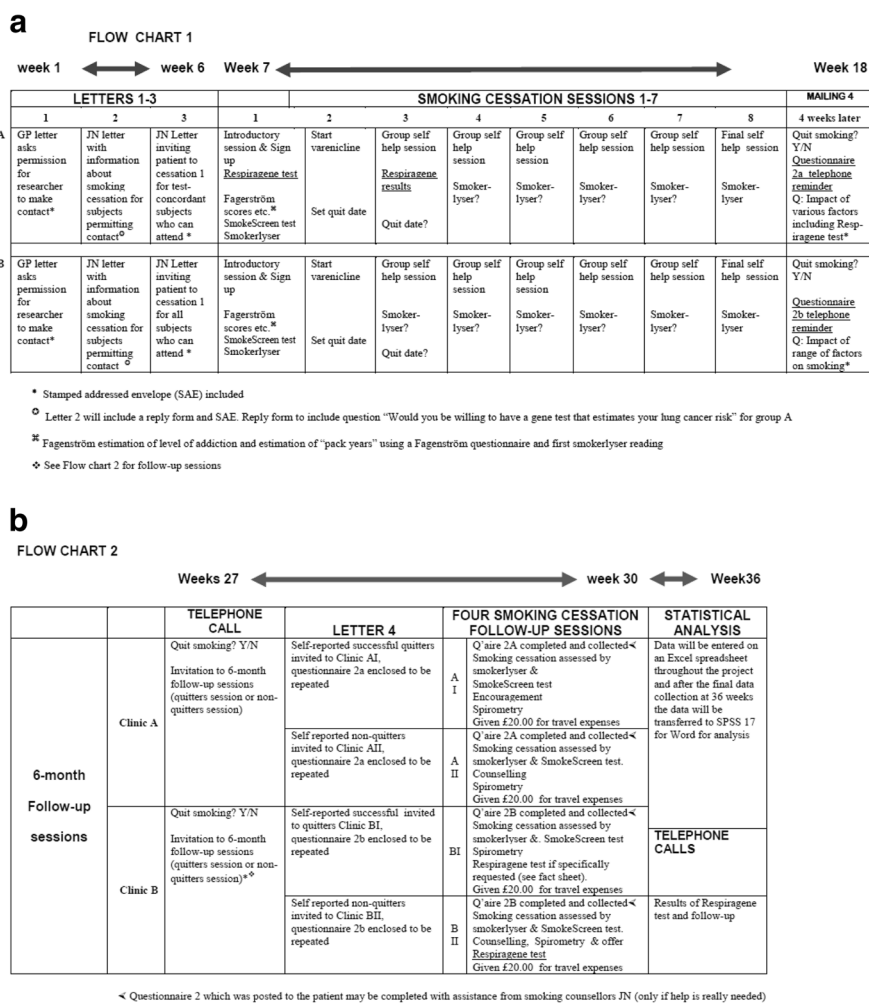 a
FLOW CHART 1
week 1
week 6
Week 7
Week 18
LETTERS 1-3
SMOKING CESSATION SESSIONS 1-7
MAILING 4
1
2
3
1
2
3
4
5
6
7
8
4 weeks later
A
GP letter
asks
permission
for
researcher
to make
contact*
JN letter
with
information
about
smoking
cessation for
subjects
permitting
contact✪
JN Letter
inviting
patient to
cessation 1
for test-
concordant
subjects
who can
attend *
Introductory
session & Sign
up
Respiragene test
Fagerström
scores etc.⌘
SmokeScreen test
Smokerlyser
Start
varenicline
Set quit date
Group self
help session
Respiragene
results
Quit date?
Group self
help
session
Smoker-
lyser?
Group self
help
session
Smoker-
lyser?
Group self
help session
Smoker-
lyser?
Group self
help session
Smoker-
lyser?
Final self
help session
Smoker-
lyser
Quit smoking?
Y/N
Questionnaire
2a telephone
reminder
Q: Impact of
various factors
including Resp-
iragene test*
B
GP letter
asks
permission
for
researcher
to make
contact*
JN letter
with
information
about
smoking
cessation for
subjects
permitting
contact ✪
JN Letter
inviting
patient to
cessation 1
for all
subjects
who can
attend *
Introductory
session & Sign
up
Fagerström
scores etc.⌘
SmokeScreen test
Smokerlyser
Start
varenicline
Set quit date
Group self
help session
Smoker-
lyser?
Quit date?
Group self
help
session
Smoker-
lyser?
Group self
help
session
Smoker-
lyser?
Group self
help session
Smoker-
lyser?
Group self
help session
Smoker-
lyser?
Final self
help session
Smoker-
lyser
Quit smoking?
Y/N
Questionnaire
2b telephone
reminder
Q: Impact of
range of factors
on smoking*
* Stamped addressed envelope (SAE) included
✪ Letter 2 will include a reply form and SAE. Reply form to include question “Would you be willing to have a gene test that estimates your lung cancer risk” for group A
⌘ Fagenström estimation of level of addiction and estimation of “pack years” using a Fagenström questionnaire and first smokerlyser reading
❖ See Flow chart 2 for follow-up sessions
b
FLOW CHART 2
Weeks 27
week 30
Week36
TELEPHONE
CALL
LETTER 4
FOUR SMOKING CESSATION
FOLLOW-UP SESSIONS
STATISTICAL
ANALYSIS
6-month
Follow-up
sessions
Clinic A
Quit smoking? Y/N
Invitation to 6-month
follow-up sessions
(quitters session or non-
quitters session)
Self-reported successful quitters
invited to Clinic AI,
questionnaire 2a enclosed to be
repeated
A
I
Q’aire 2A completed and collected⮜
Smoking cessation assessed by
smokerlyser &
SmokeScreen test
Encouragement
Spirometry
Given £20.00 for travel expenses
Data will be entered on
an Excel spreadsheet
throughout the project
and after the final data
collection at 36 weeks
the data will be
transferred to SPSS 17
for Word for analysis
Self reported non-quitters
invited to Clinic AII,
questionnaire 2a enclosed to be
repeated
A
II
Q’aire 2A completed and collected⮜
Smoking cessation assessed by
smokerlyser & SmokeScreen test.
Counselling
Spirometry
Given £20.00 for travel expenses
Clinic B
Quit smoking? Y/N
Invitation to 6-month
follow-up sessions
(quitters session or non-
quitters session)*❖
Self-reported successful invited
to quitters Clinic BI,
questionnaire 2b enclosed to be
repeated
BI
Q’aire 2B completed and collected⮜
Smoking cessation assessed by
smokerlyser &. SmokeScreen test
Spirometry
Respiragene test if specifically
requested (see fact sheet).
Given £20.00 for travel expenses
TELEPHONE
CALLS
Self reported non-quitters
invited to Clinic BII,
questionnaire 2b enclosed to be
repeated
B
II
Q’aire 2B completed and collected⮜
Smoking cessation assessed by
smokerlyser & SmokeScreen test.
Counselling, Spirometry & offer
Respiragene test
Given £20.00 for travel expenses
Results of Respiragene
test and follow-up
⮜ Questionnaire 2 which was posted to the patient may be completed with assistance from smoking counsellors JN (only if help is really needed)